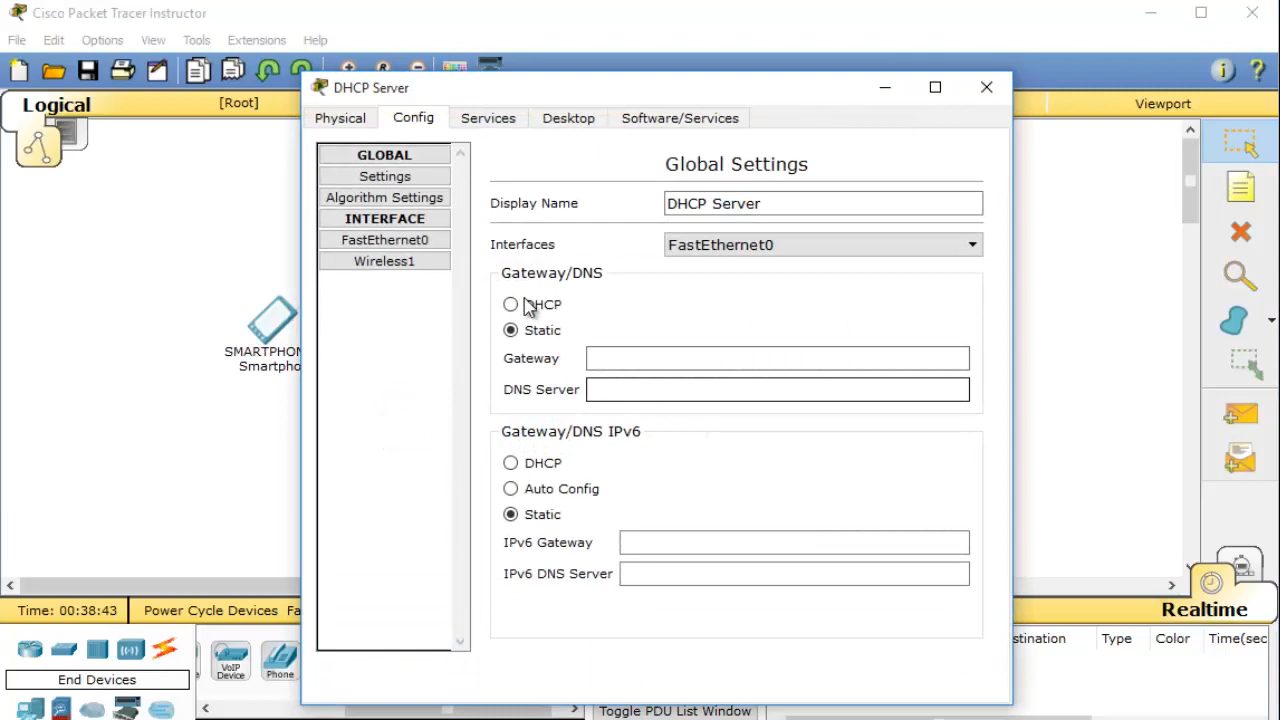 Cisco Packet Tracer Instructor
File Edit Options View Tools Extensions Help
Logical [Root] Viewport
DHCP Server
Physical Config Services Desktop Software/Services
GLOBAL
Settings
Algorithm Settings
INTERFACE
FastEthernet0
Wireless1
Global Settings
Display Name DHCP Server
Interfaces FastEthernet0
Gateway/DNS
DHCP
Static
Gateway
DNS Server
Gateway/DNS IPv6
DHCP
Auto Config
Static
IPv6 Gateway
IPv6 DNS Server
SMARTPHON
Smartpho
Time: 00:38:43 Power Cycle Devices Fa
Realtime
End Devices
VoIP
Device
Phone
stination Type Color Time(sec
Toggle PDU List Window